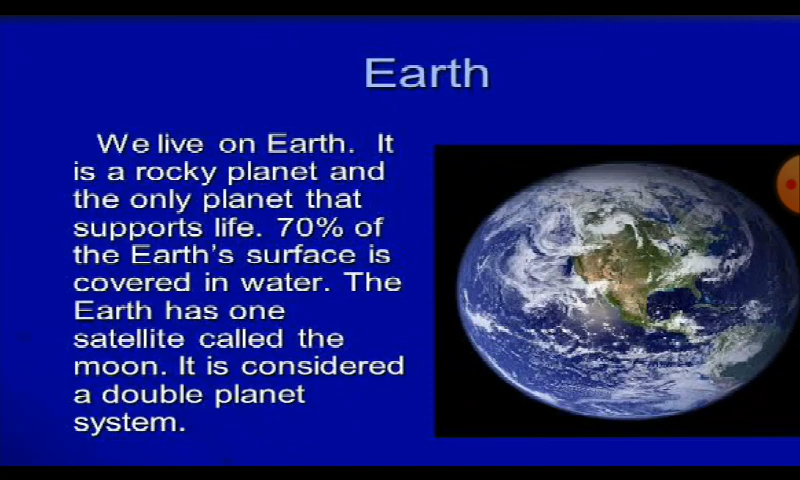 Earth
We live on Earth. It
is a rocky planet and
the only planet that
supports life. 70% of
the Earth's surface is
covered in water. The
Earth has one
satellite called the
moon. It is considered
a double planet
system.